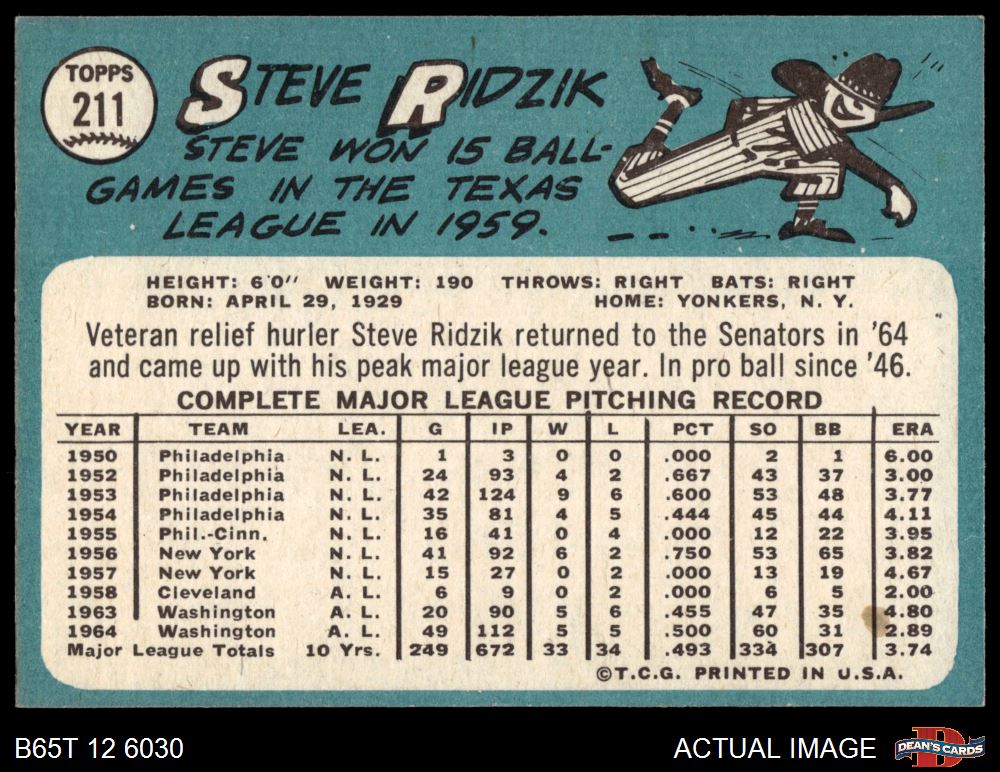 TOPPS
211
STEVE RIDZIK
STEVE WON 15 BALL-
GAMES IN THE TEXAS
LEAGUE IN 1959.
HEIGHT: 6'0" WEIGHT: 190 THROWS: RIGHT BATS: RIGHT
BORN: APRIL 29, 1929 HOME: YONKERS, N. Y.
Veteran relief hurler Steve Ridzik returned to the Senators in '64
and came up with his peak major league year. In pro ball since '46.
COMPLETE MAJOR LEAGUE PITCHING RECORD
YEAR TEAM LEA. G IP W L PCT SO BB ERA
1950 Philadelphia N. L. 1 3 0 0 .000 2 1 6.00
1952 Philadelphia N. L. 24 93 4 2 .667 43 37 3.00
1953 Philadelphia N. L. 42 124 9 6 .600 53 48 3.77
1954 Philadelphia N. L. 35 81 4 5 .444 45 44 4.11
1955 Phil.-Cinn. N. L. 16 41 0 4 .000 12 22 3.95
1956 New York N. L. 41 92 6 2 .750 53 65 3.82
1957 New York N. L. 15 27 0 2 .000 13 19 4.67
1958 Cleveland A. L. 6 9 0 2 .000 6 5 2.00
1963 Washington A. L. 20 90 5 6 .455 47 35 4.80
1964 Washington A. L. 49 112 5 5 .500 60 31 2.89
Major League Totals 10 Yrs. 249 672 33 34 .493 334 307 3.74
©T.C.G. PRINTED IN U.S.A.
B65T 12 6030 ACTUAL IMAGE DEAN'S CARDS